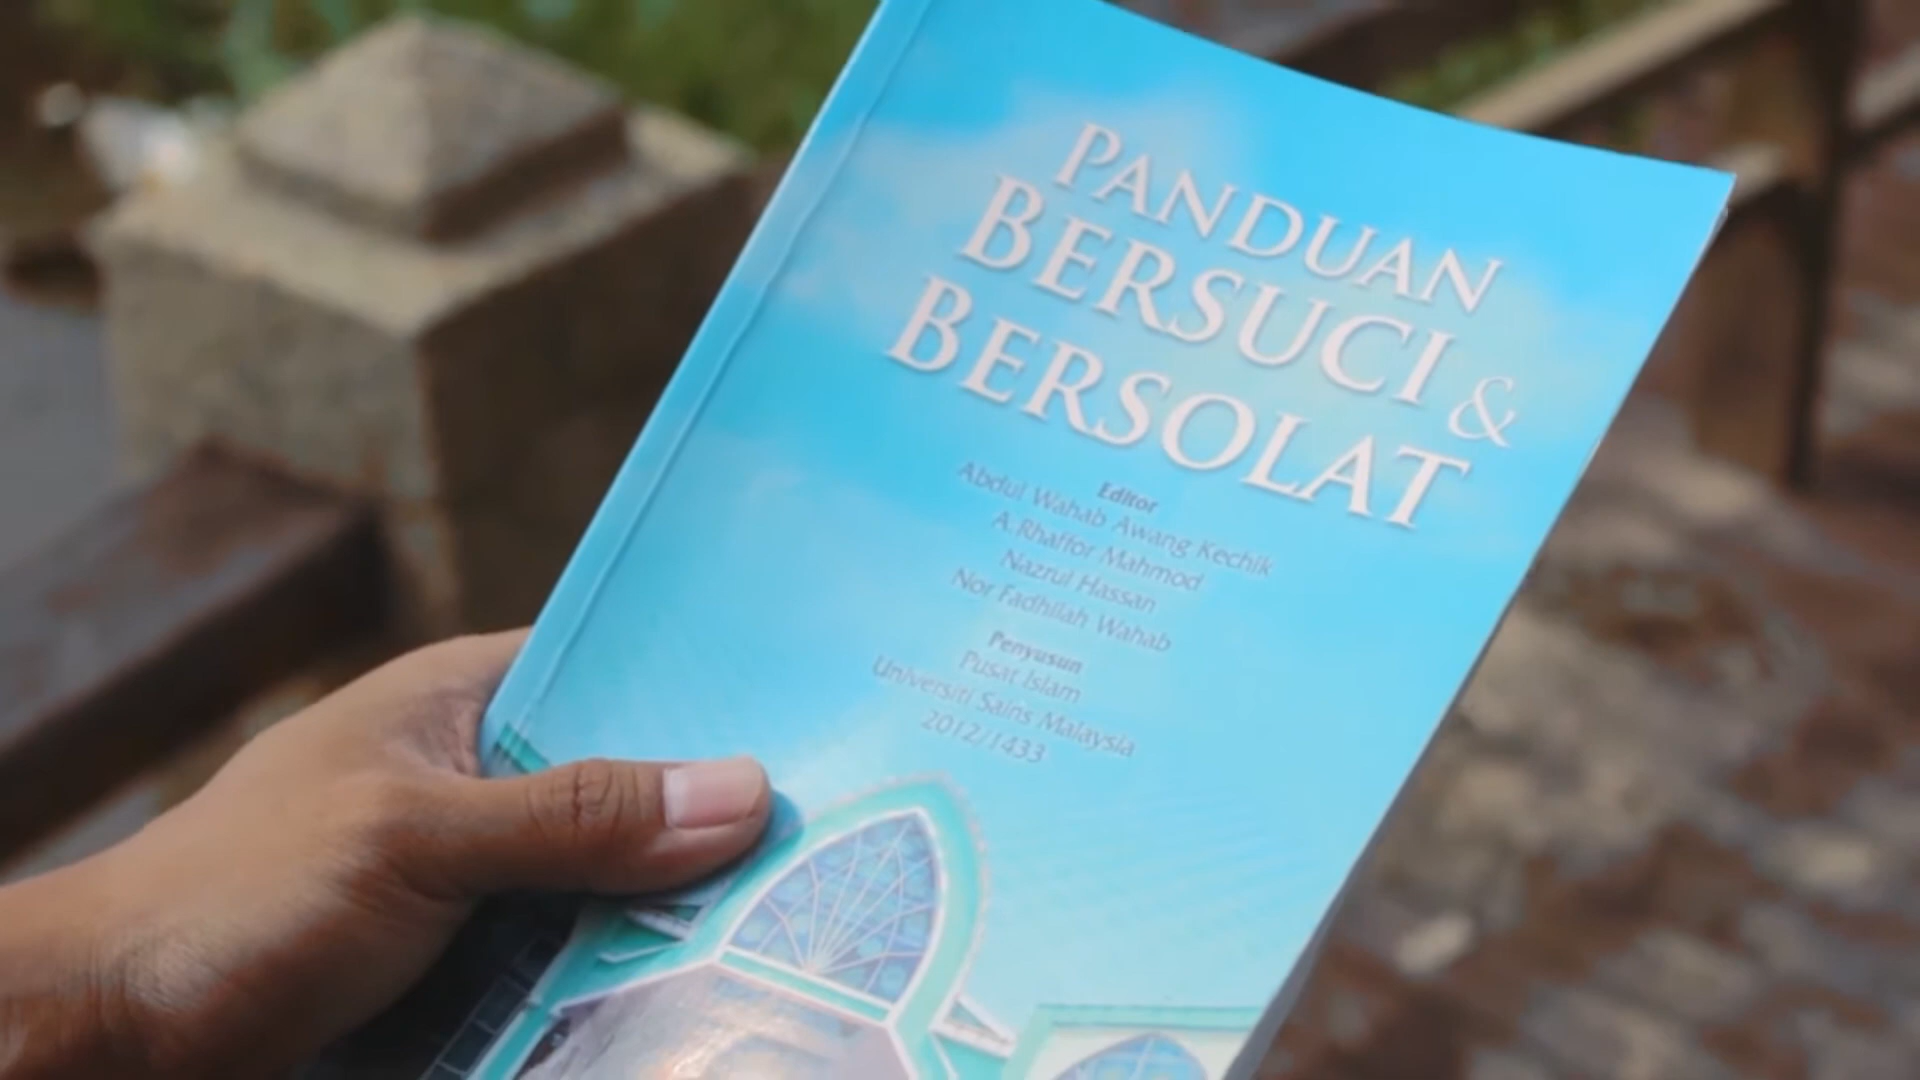 PANDUAN
BERSUCI &
BERSOLAT
Editor
Abdul Wahab Awang Kechik
A. Rhaffor Mahmod
Nazrul Hassan
Nor Fadhilah Wahab
Penyusun
Pusat Islam
Universiti Sains Malaysia
2012/1433